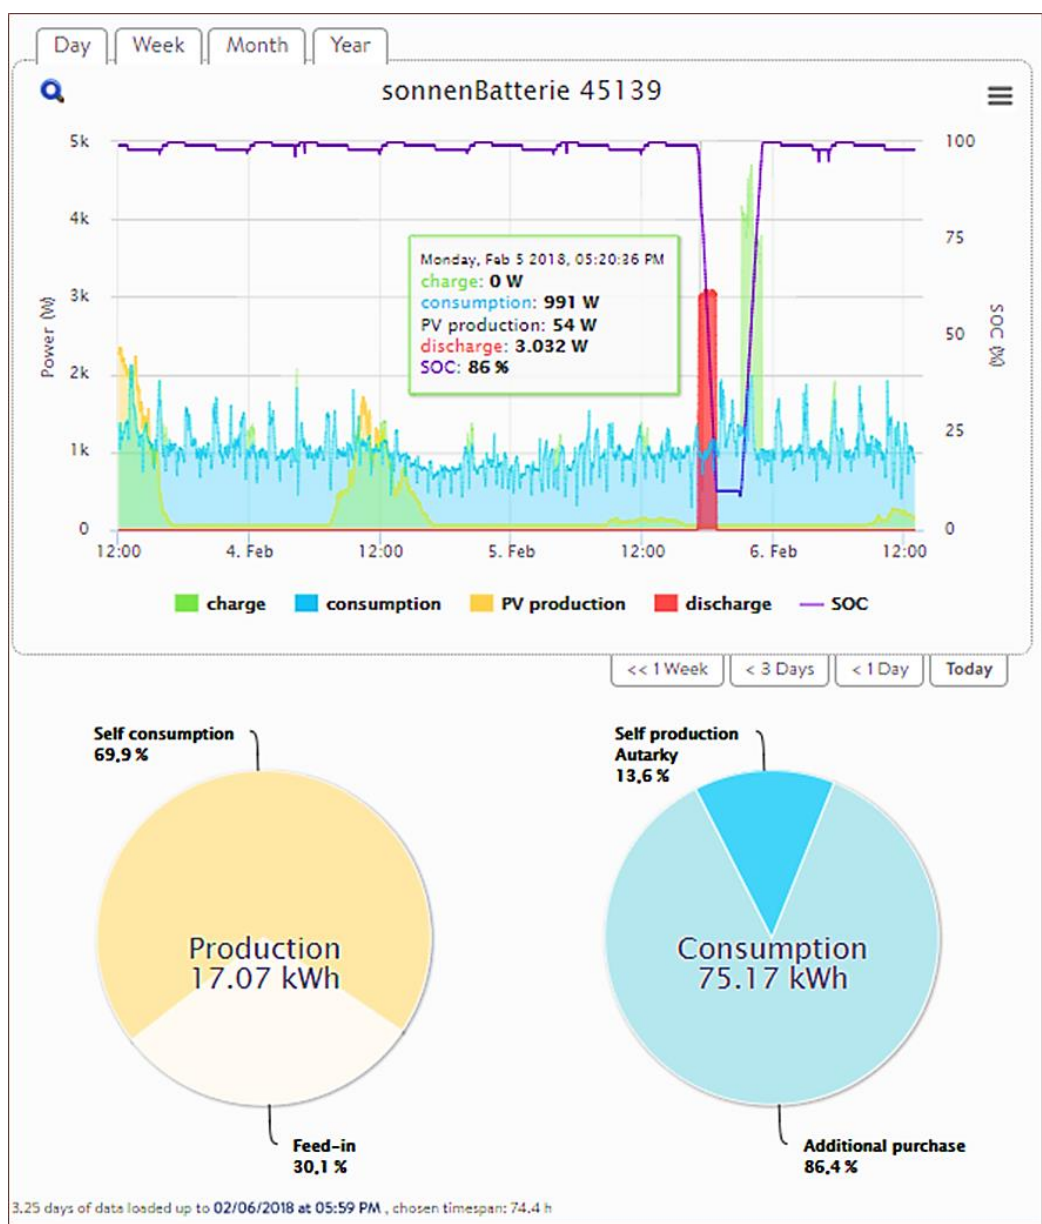 Day Week Month Year
sonnenBatterie 45139
5k 100
4k
75
3k
50
2k
25
1k
0 0
Power (W)
SOC (%)
Monday, Feb 5 2018, 05:20:36 PM
charge: 0 W
consumption: 991 W
PV production: 54 W
discharge: 3.032 W
SOC: 86 %
12:00 4. Feb 12:00 5. Feb 12:00 6. Feb 12:00
charge consumption PV production discharge SOC
<< 1 Week < 3 Days < 1 Day Today
Self consumption
69,9 %
Production
17.07 kWh
Feed-in
30,1 %
Self production
Autarky
13,6 %
Consumption
75.17 kWh
Additional purchase
86,4 %
3.25 days of data loaded up to 02/06/2018 at 05:59 PM , chosen timespan: 74.4 h